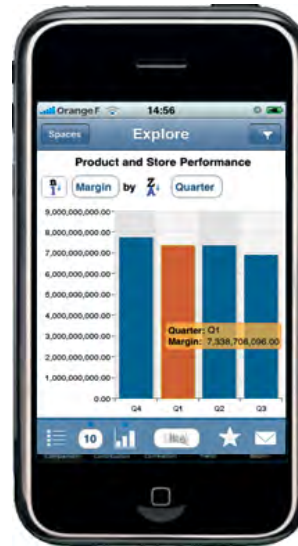 Orange F 14:56
Spaces Explore
Product and Store Performance
Margin by Z A Quarter
9,000,000,000.00
8,000,000,000.00
7,000,000,000.00
6,000,000,000.00
5,000,000,000.00
4,000,000,000.00
3,000,000,000.00
2,000,000,000.00
1,000,000,000.00
0.00
Quarter: Q1
Margin: 7,338,708,096.00
Q4 Q1 Q2 Q3
10